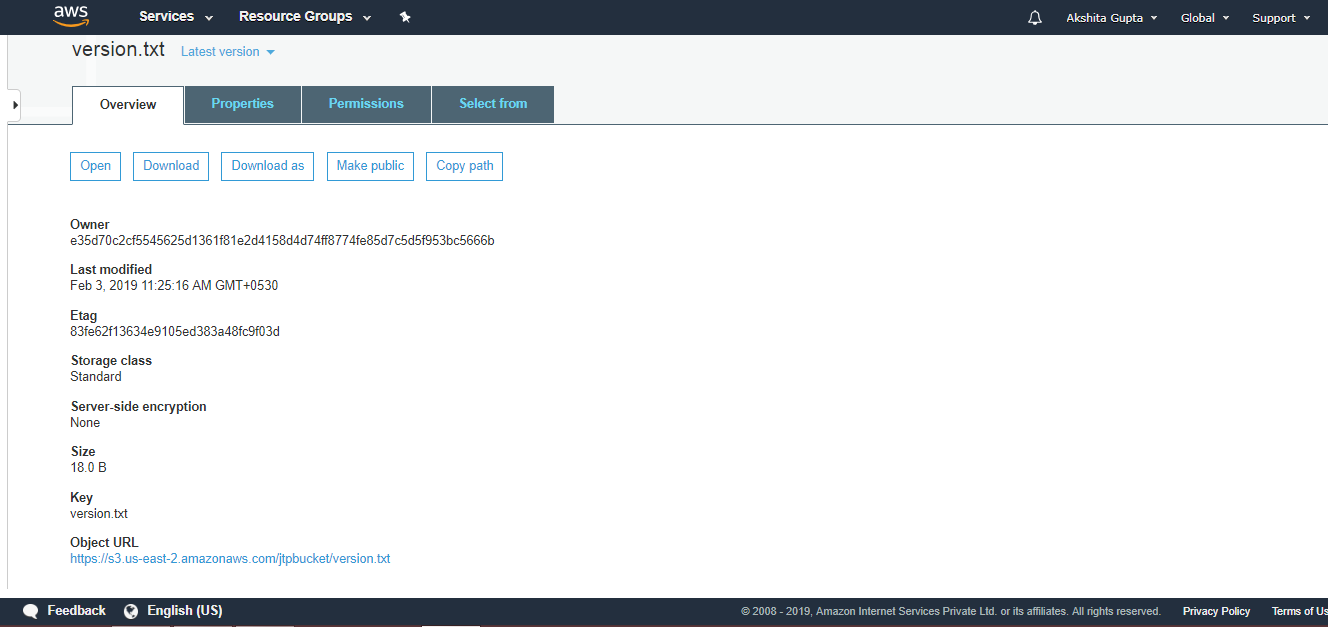 aws Services Resource Groups Akshita Gupta Global Support
version.txt Latest version
Overview Properties Permissions Select from
Open Download Download as Make public Copy path
Owner
e35d70c2cf5545625d1361f81e2d4158d4d74ff8774fe85d7c5d5f953bc5666b
Last modified
Feb 3, 2019 11:25:16 AM GMT+0530
Etag
83fe62f13634e9105ed383a48fc9f03d
Storage class
Standard
Server-side encryption
None
Size
18.0 B
Key
version.txt
Object URL
https://s3.us-east-2.amazonaws.com/jtpbucket/version.txt
Feedback English (US) © 2008 - 2019, Amazon Internet Services Private Ltd. or its affiliates. All rights reserved. Privacy Policy Terms of Us